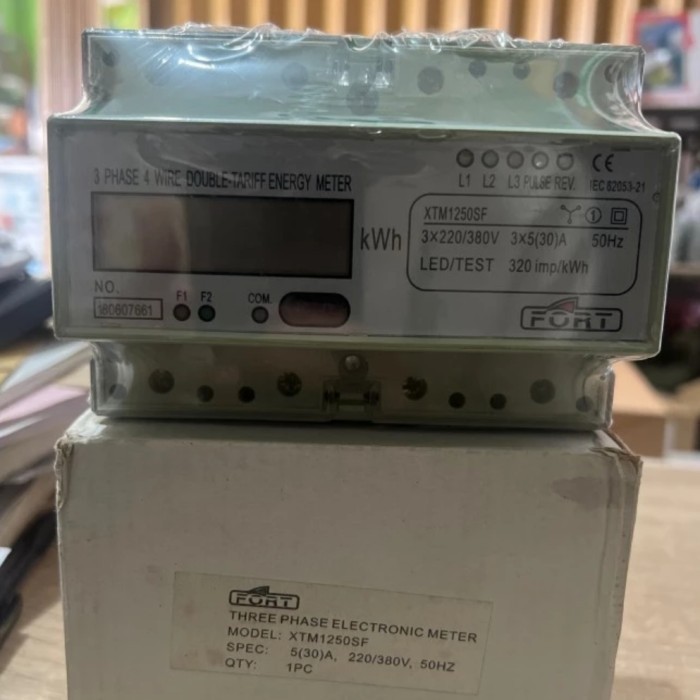 3 PHASE 4 WIRE DOUBLE-TARIFF ENERGY METER
L1 L2 L3 PULSE REV.
CE
IEC 62053-21
kWh
XTM1250SF 1
3×220/380V 3×5(30)A 50Hz
LED/TEST 320 imp/kWh
NO.
180607661
F1 F2 COM.
FORT
FORT
THREE PHASE ELECTRONIC METER
MODEL: XTM1250SF
SPEC: 5(30)A, 220/380V, 50HZ
QTY: 1PC